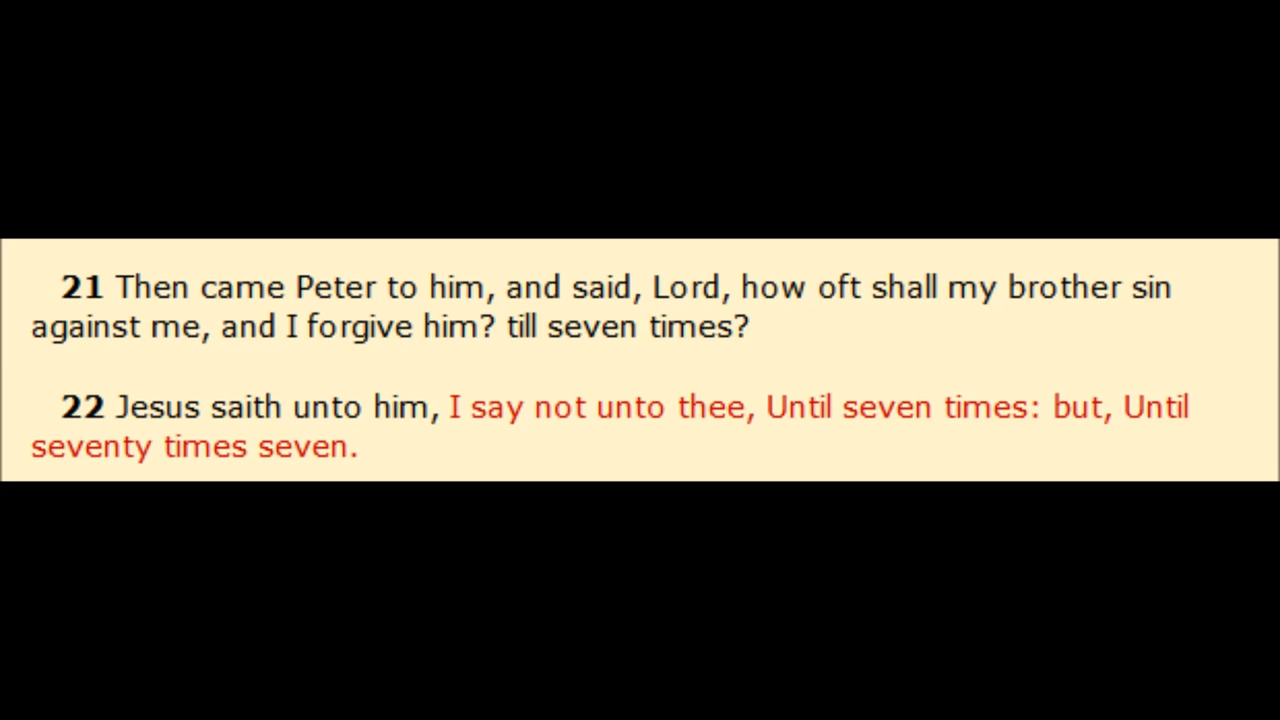 21 Then came Peter to him, and said, Lord, how oft shall my brother sin
against me, and I forgive him? till seven times?
22 Jesus saith unto him, I say not unto thee, Until seven times: but, Until
seventy times seven.